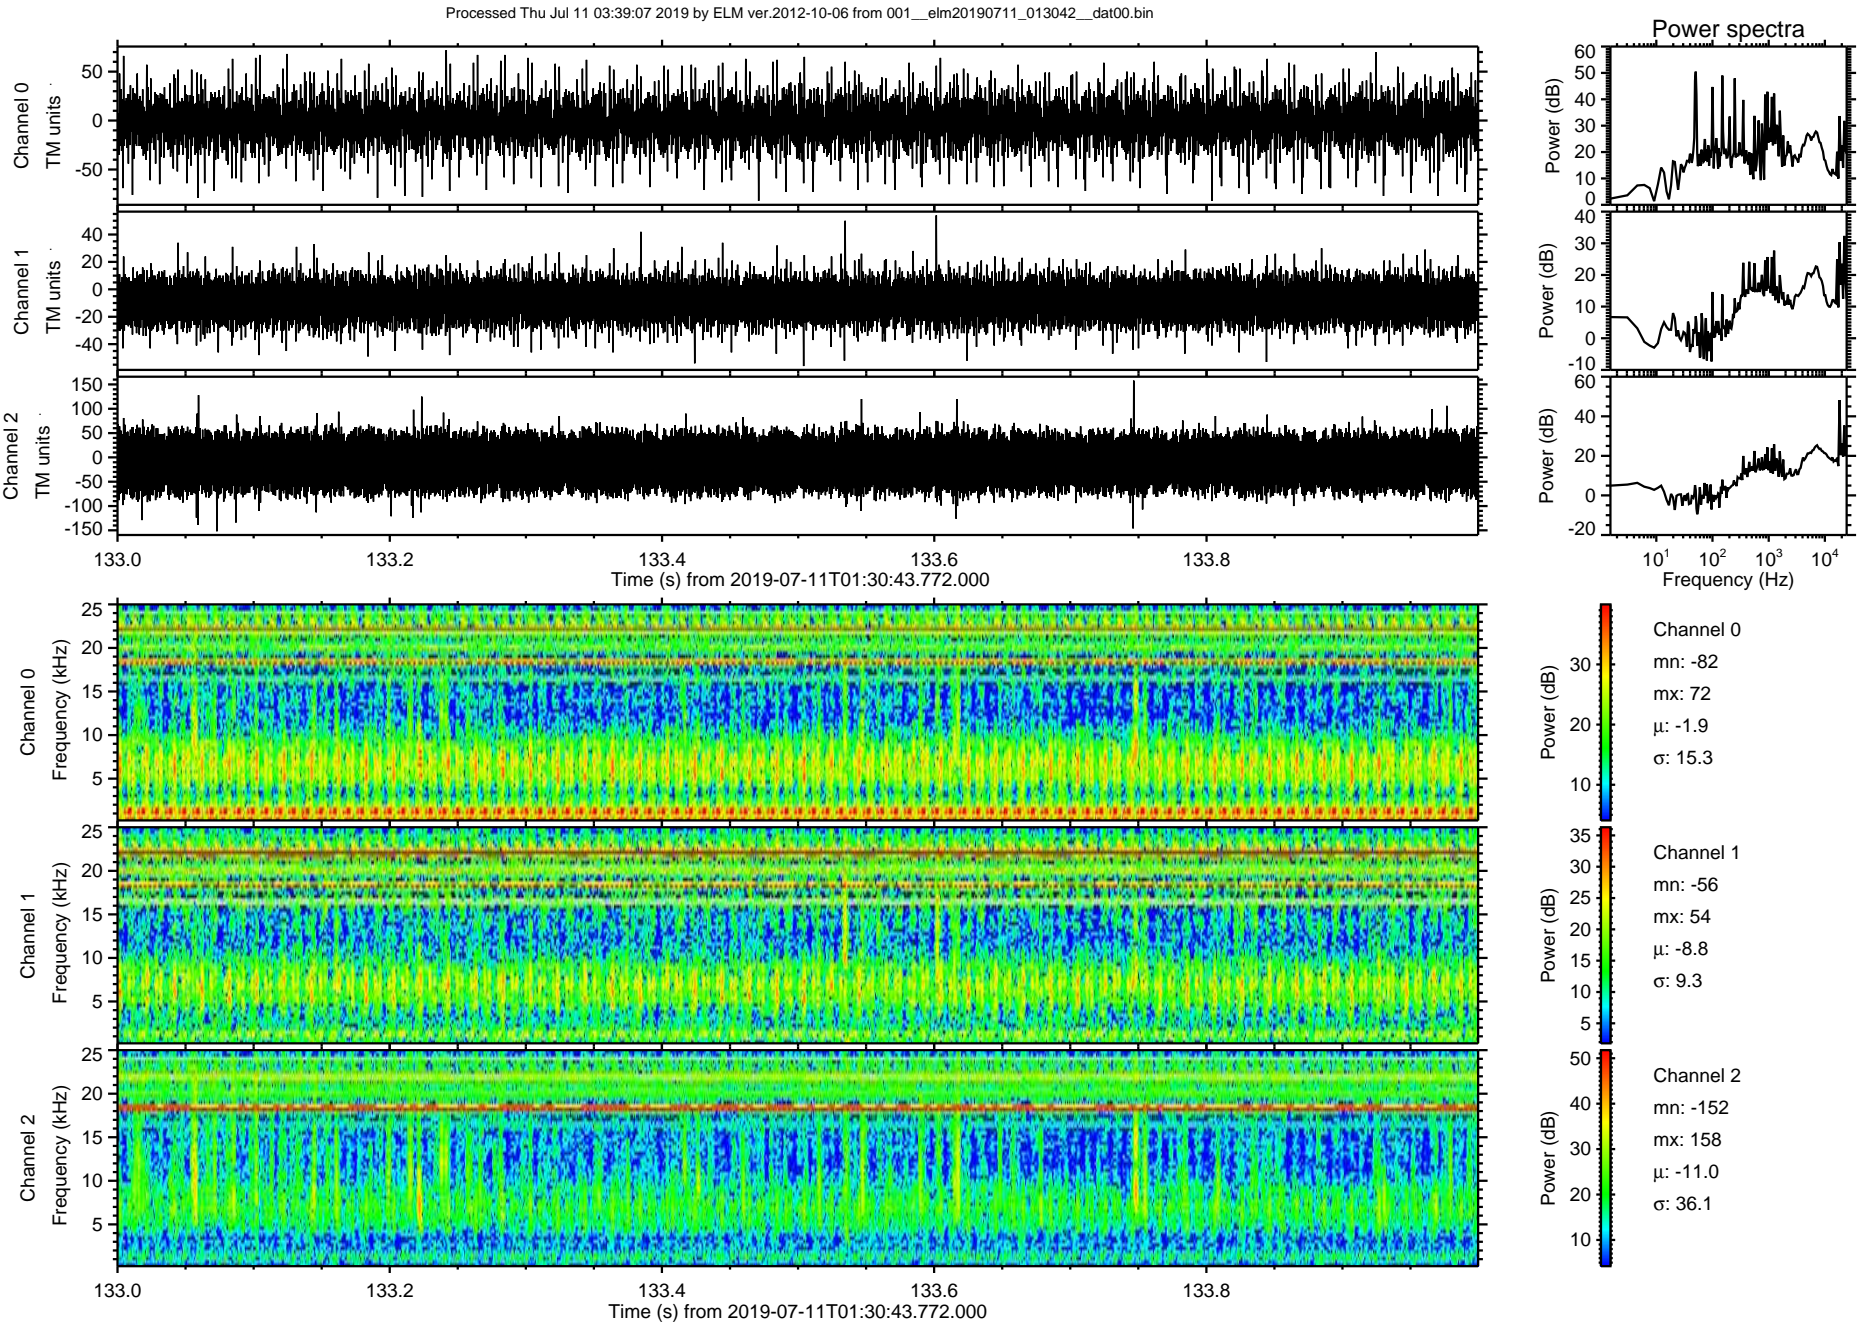 Processed Thu Jul 11 03:39:07 2019 by ELM ver.2012-10-06 from 001__elm20190711_013042__dat00.bin
Power spectra
Channel 0
TM units
50
0
-50
Power (dB)
60
50
40
30
20
10
0
Channel 1
TM units
40
20
0
-20
-40
Power (dB)
40
30
20
10
0
-10
Channel 2
TM units
150
100
50
0
-50
-100
-150
Power (dB)
60
40
20
0
-20
133.0 133.2 133.4 133.6 133.8
Time (s) from 2019-07-11T01:30:43.772.000
10¹ 10² 10³ 10⁴
Frequency (Hz)
Channel 0
Frequency (kHz)
25
20
15
10
5
Power (dB)
30
20
10
Channel 0
mn: -82
mx: 72
μ: -1.9
σ: 15.3
Channel 1
Frequency (kHz)
25
20
15
10
5
Power (dB)
35
30
25
20
15
10
5
Channel 1
mn: -56
mx: 54
μ: -8.8
σ: 9.3
Channel 2
Frequency (kHz)
25
20
15
10
5
Power (dB)
50
40
30
20
10
Channel 2
mn: -152
mx: 158
μ: -11.0
σ: 36.1
133.0 133.2 133.4 133.6 133.8
Time (s) from 2019-07-11T01:30:43.772.000